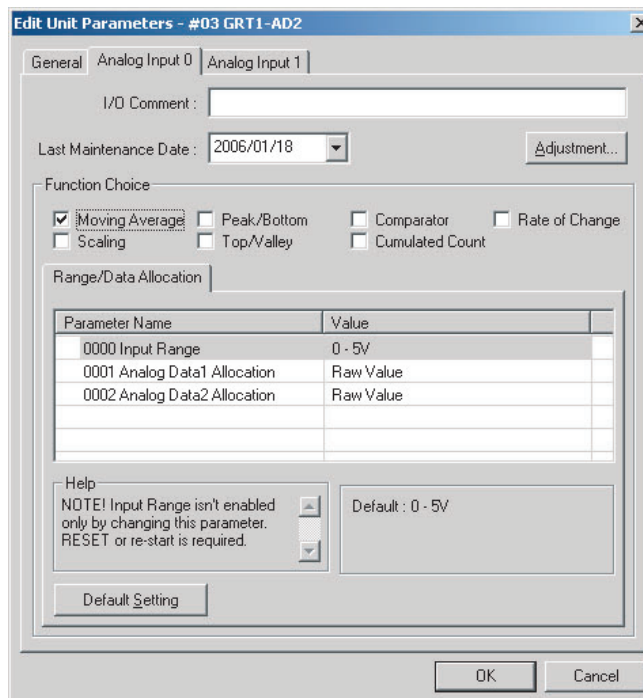 Edit Unit Parameters - #03 GRT1-AD2
General Analog Input 0 Analog Input 1
I/O Comment :
Last Maintenance Date : 2006/01/18 Adjustment...
Function Choice
Moving Average Peak/Bottom Comparator Rate of Change
Scaling Top/Valley Cumulated Count
Range/Data Allocation
Parameter Name Value
0000 Input Range 0 - 5V
0001 Analog Data1 Allocation Raw Value
0002 Analog Data2 Allocation Raw Value
Help
NOTE! Input Range isn't enabled
only by changing this parameter.
RESET or re-start is required.
Default : 0 - 5V
Default Setting
OK Cancel